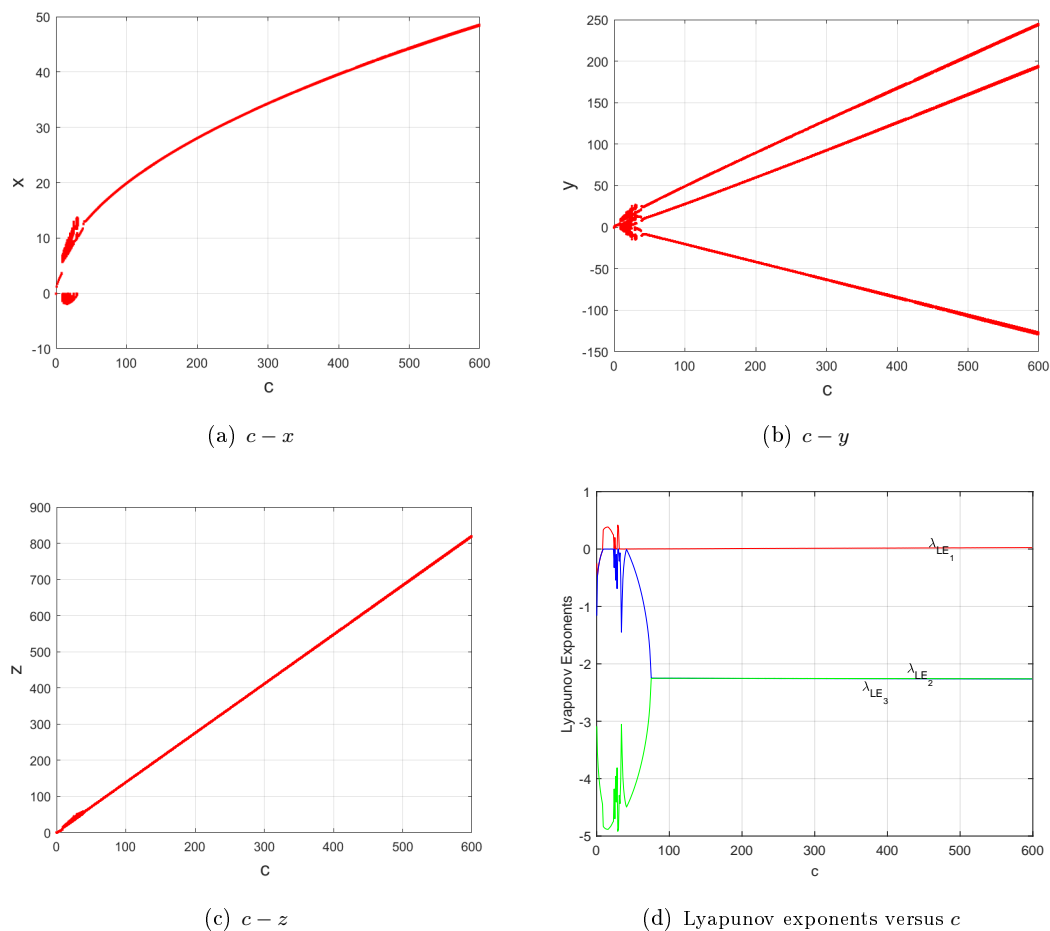 50
40
30
20
10
0
-10
x
0 100 200 300 400 500 600
c
(a) c − x
250
200
150
100
50
0
-50
-100
-150
y
0 100 200 300 400 500 600
c
(b) c − y
900
800
700
600
500
400
300
200
100
0
z
0 100 200 300 400 500 600
c
(c) c − z
1
0
-1
-2
-3
-4
-5
Lyapunov Exponents
λLE1
λLE2
λLE3
0 100 200 300 400 500 600
c
(d) Lyapunov exponents versus c